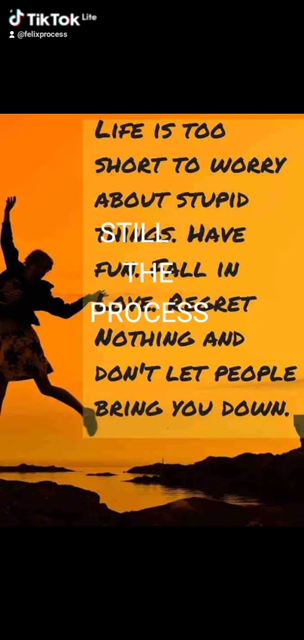 TikTok Lite
@felixprocess
LIFE IS TOO
SHORT TO WORRY
ABOUT STUPID
THINGS. HAVE
FUN. FALL IN
LOVE. REGRET
NOTHING AND
DON'T LET PEOPLE
BRING YOU DOWN.
STILL
THE
PROCESS